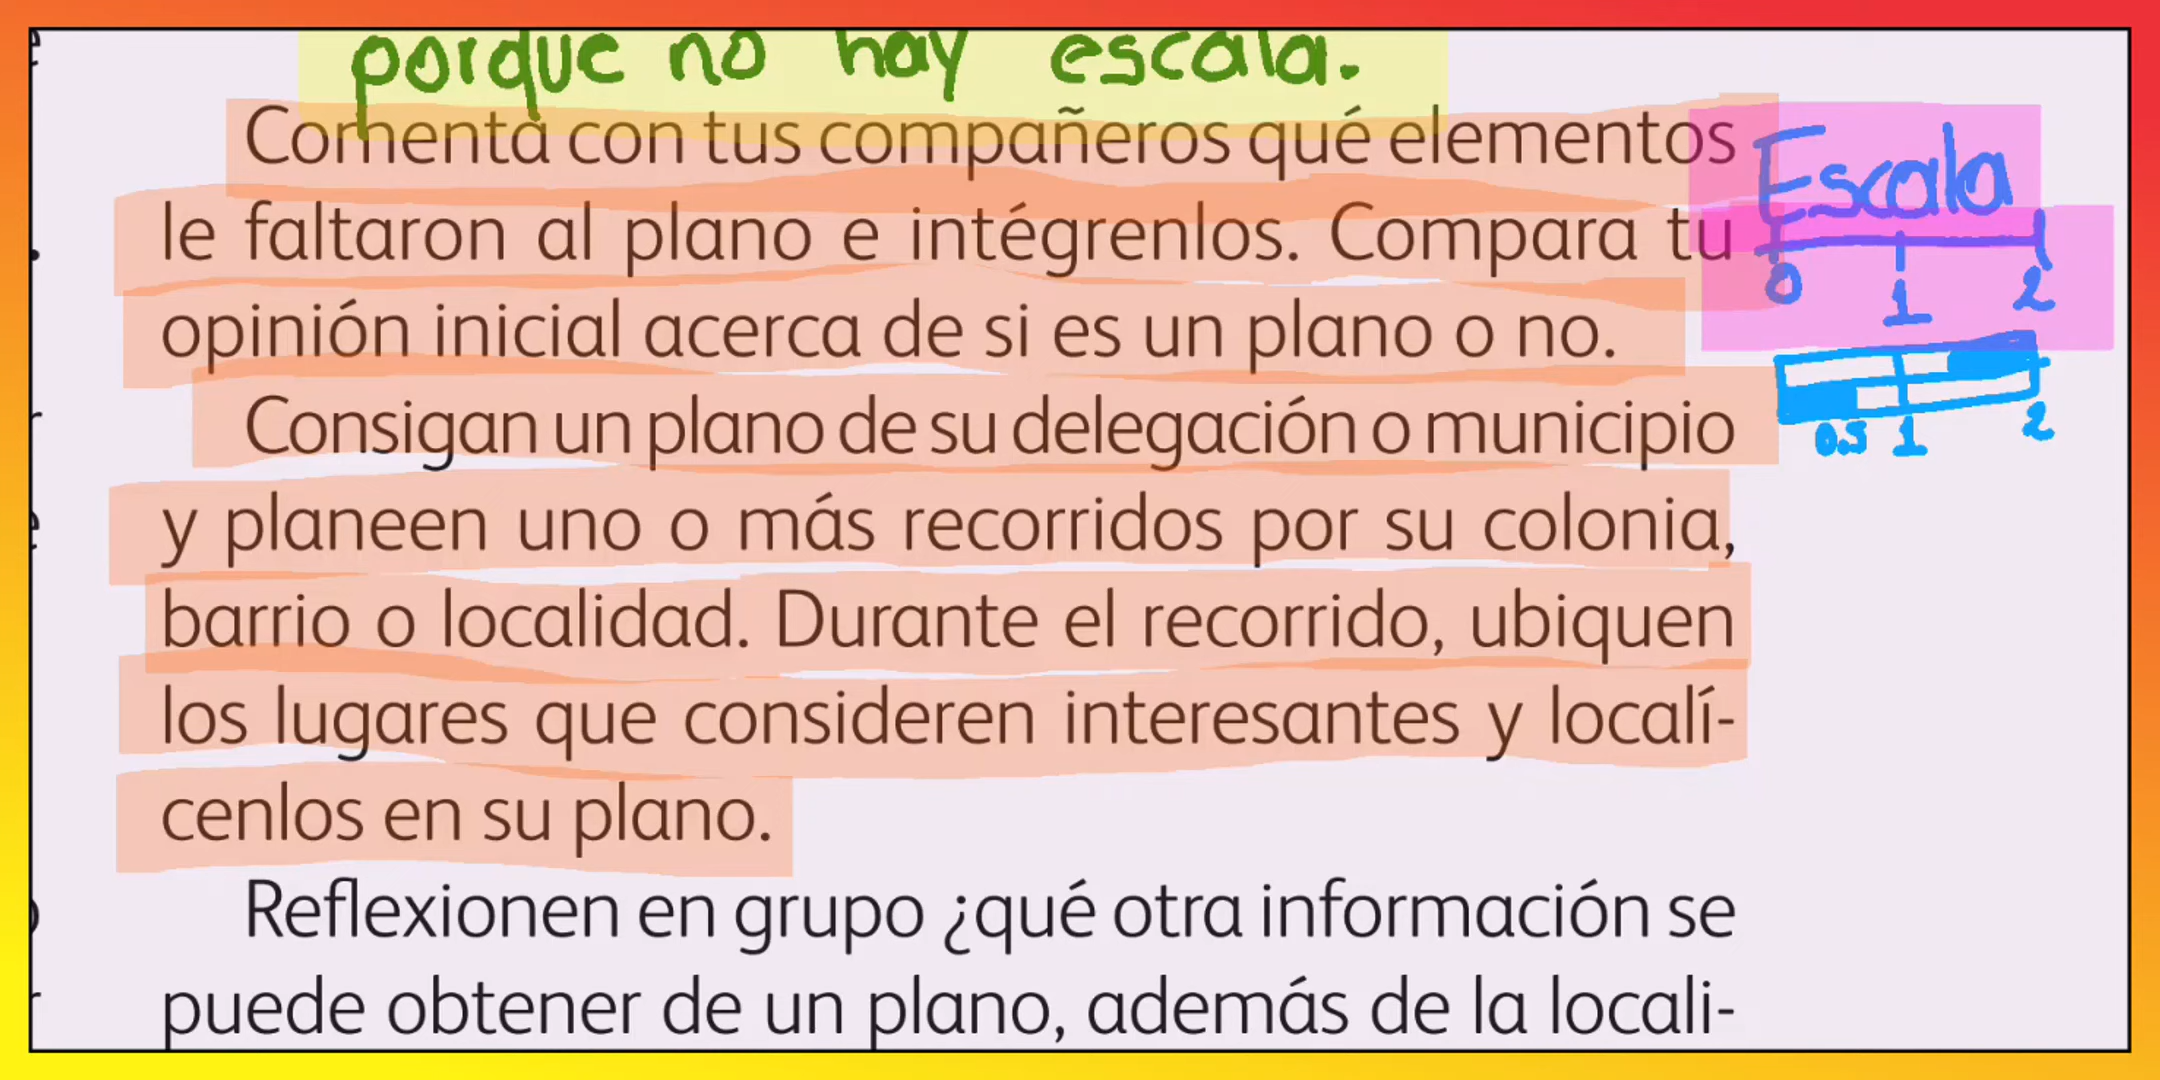 porque no hay escala.
Comenta con tus compañeros qué elementos
le faltaron al plano e intégrenlos. Compara tu
opinión inicial acerca de si es un plano o no.
Consigan un plano de su delegación o municipio
y planeen uno o más recorridos por su colonia,
barrio o localidad. Durante el recorrido, ubiquen
los lugares que consideren interesantes y localí-
cenlos en su plano.
Reflexionen en grupo ¿qué otra información se
puede obtener de un plano, además de la locali-
Escala
0 1 2
0.5 1 2